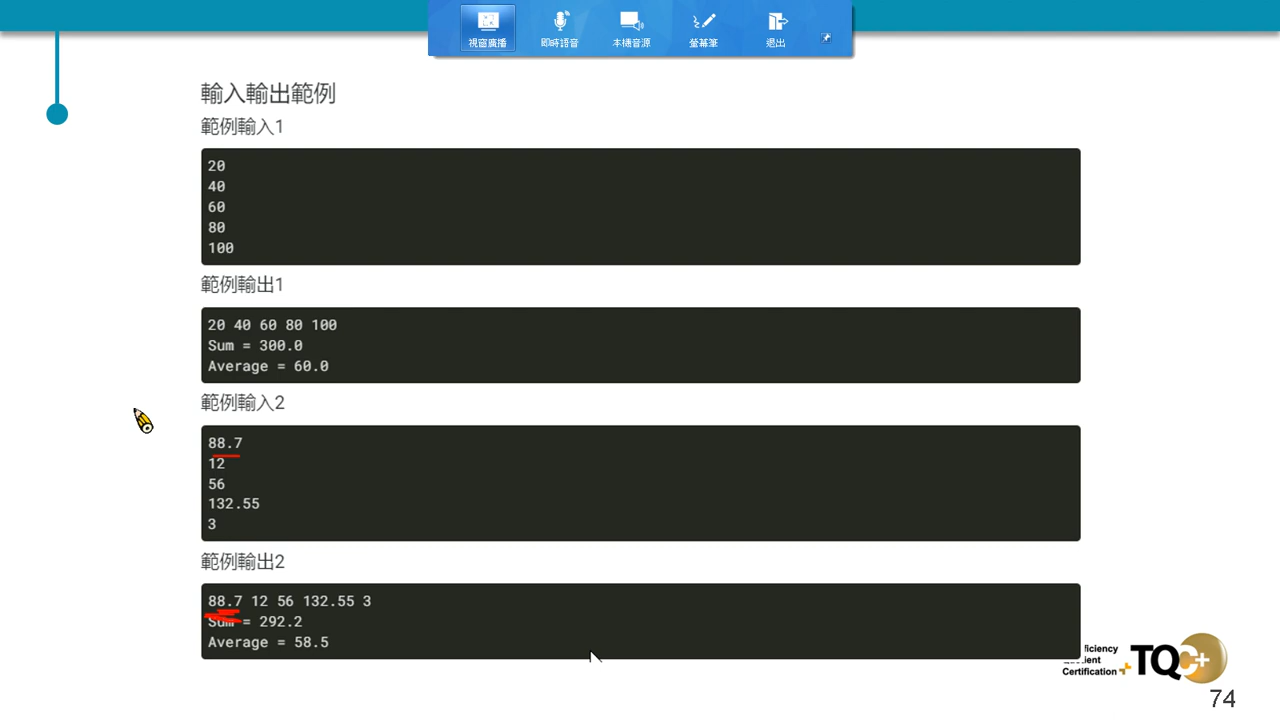 視窗廣播
即時語音
本機音源
螢幕筆
退出
輸入輸出範例
範例輸入1
20
40
60
80
100
範例輸出1
20 40 60 80 100
Sum = 300.0
Average = 60.0
範例輸入2
88.7
12
56
132.55
3
範例輸出2
88.7 12 56 132.55 3
Sum = 292.2
Average = 58.5
Certification
TQC+
74